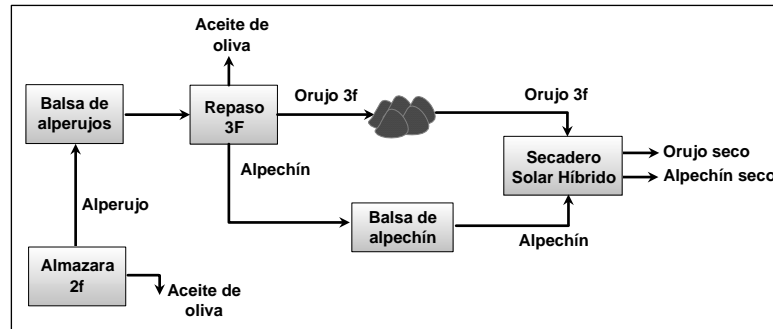 Aceite de
oliva
Balsa de
alperujos
Repaso
3F
Orujo 3f
Orujo 3f
Alpechín
Secadero
Solar Híbrido
Orujo seco
Alpechín seco
Alperujo
Balsa de
alpechín
Alpechín
Almazara
2f
Aceite de
oliva